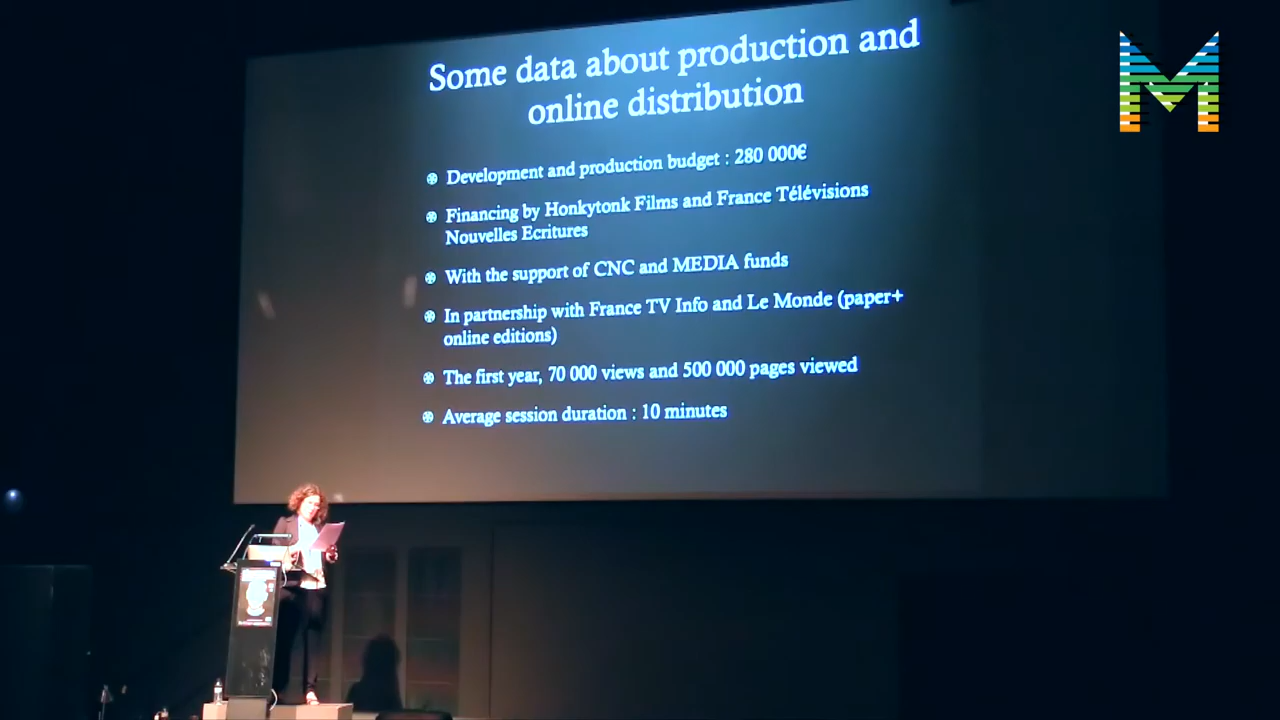 Some data about production and
online distribution
Development and production budget : 280 000€
Financing by Honkytonk Films and France Télévisions
Nouvelles Ecritures
With the support of CNC and MEDIA funds
In partnership with France TV Info and Le Monde (paper+
online editions)
The first year, 70 000 views and 500 000 pages viewed
Average session duration : 10 minutes
M